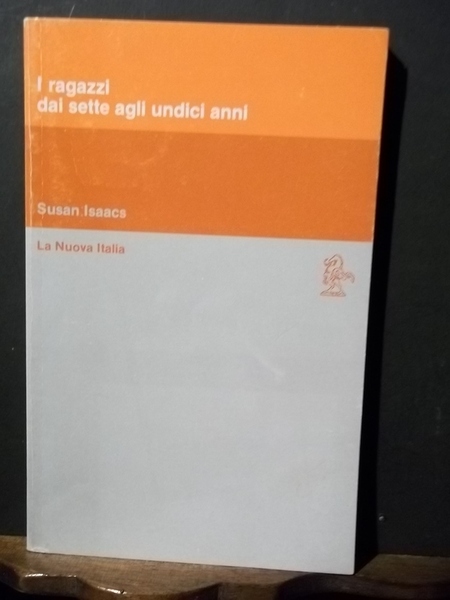 I ragazzi
dai sette agli undici anni
Susan Isaacs
La Nuova Italia